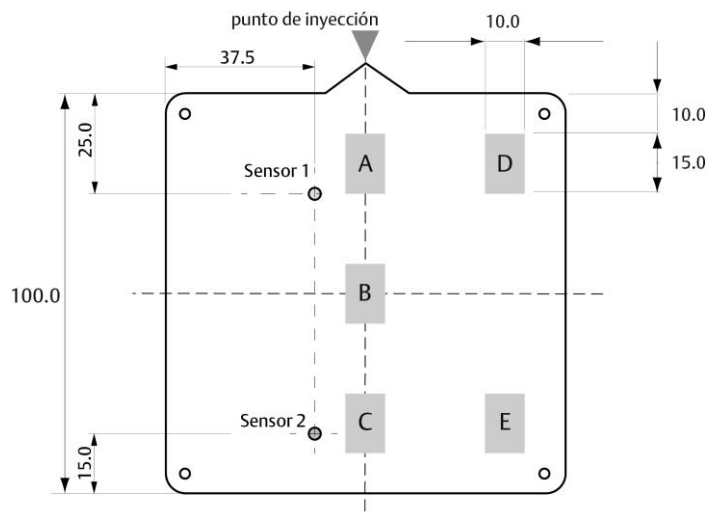 punto de inyección
10.0
37.5
10.0
25.0
A
D
15.0
Sensor 1
100.0
B
Sensor 2
C
E
15.0